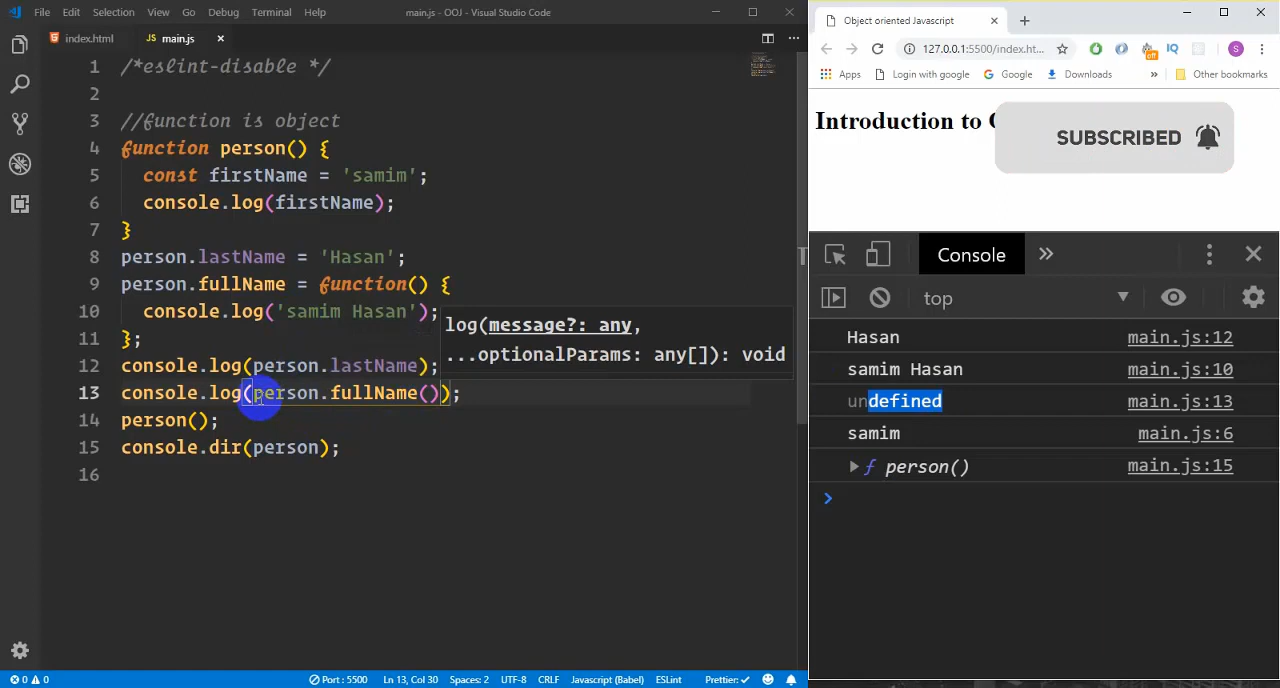 File Edit Selection View Go Debug Terminal Help main.js - OOJ - Visual Studio Code
index.html JS main.js
1 /*eslint-disable */
2
3 //function is object
4 function person() {
5 const firstName = 'samim';
6 console.log(firstName);
7 }
8 person.lastName = 'Hasan';
9 person.fullName = function() {
10 console.log('samim Hasan');
11 };
12 console.log(person.lastName);
13 console.log(person.fullName());
14 person();
15 console.dir(person);
16
log(message?: any,
...optionalParams: any[]): void
0 0 Port : 5500 Ln 13, Col 30 Spaces: 2 UTF-8 CRLF Javascript (Babel) ESLint Prettier:
Object oriented Javascript
127.0.0.1:5500/index.ht... off IQ S
Apps Login with google Google Downloads » Other bookmarks
Introduction to
SUBSCRIBED
Console »
top
Hasan main.js:12
samim Hasan main.js:10
undefined main.js:13
samim main.js:6
f person() main.js:15